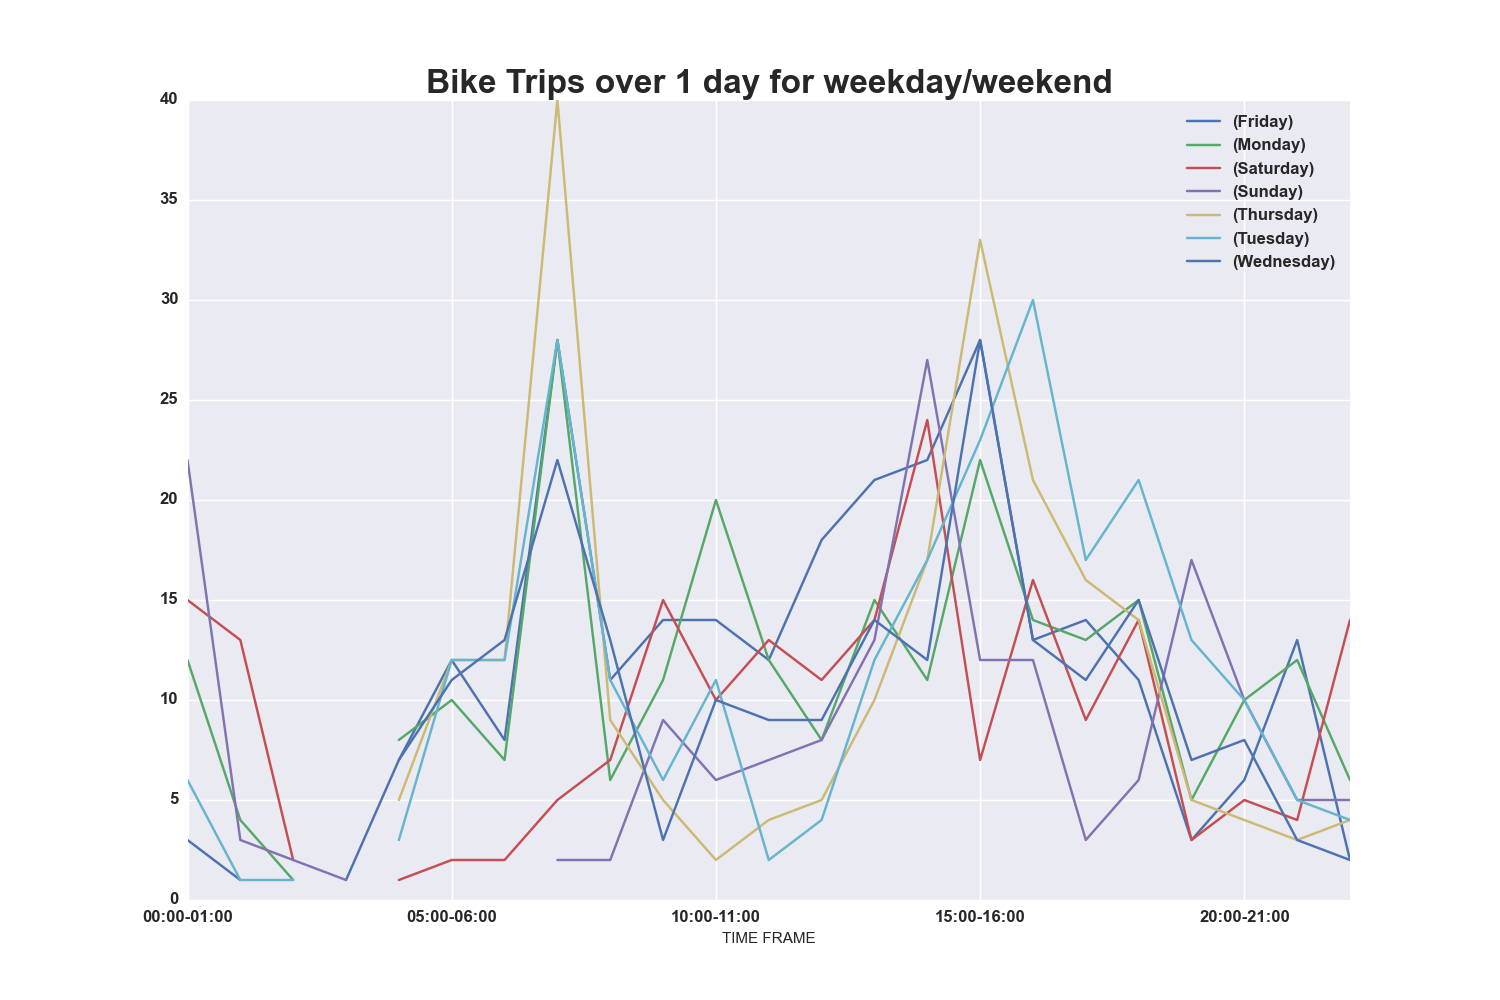 Bike Trips over 1 day for weekday/weekend
40
35
30
25
20
15
10
5
0
(Friday)
(Monday)
(Saturday)
(Sunday)
(Thursday)
(Tuesday)
(Wednesday)
00:00-01:00 05:00-06:00 10:00-11:00 15:00-16:00 20:00-21:00
TIME FRAME